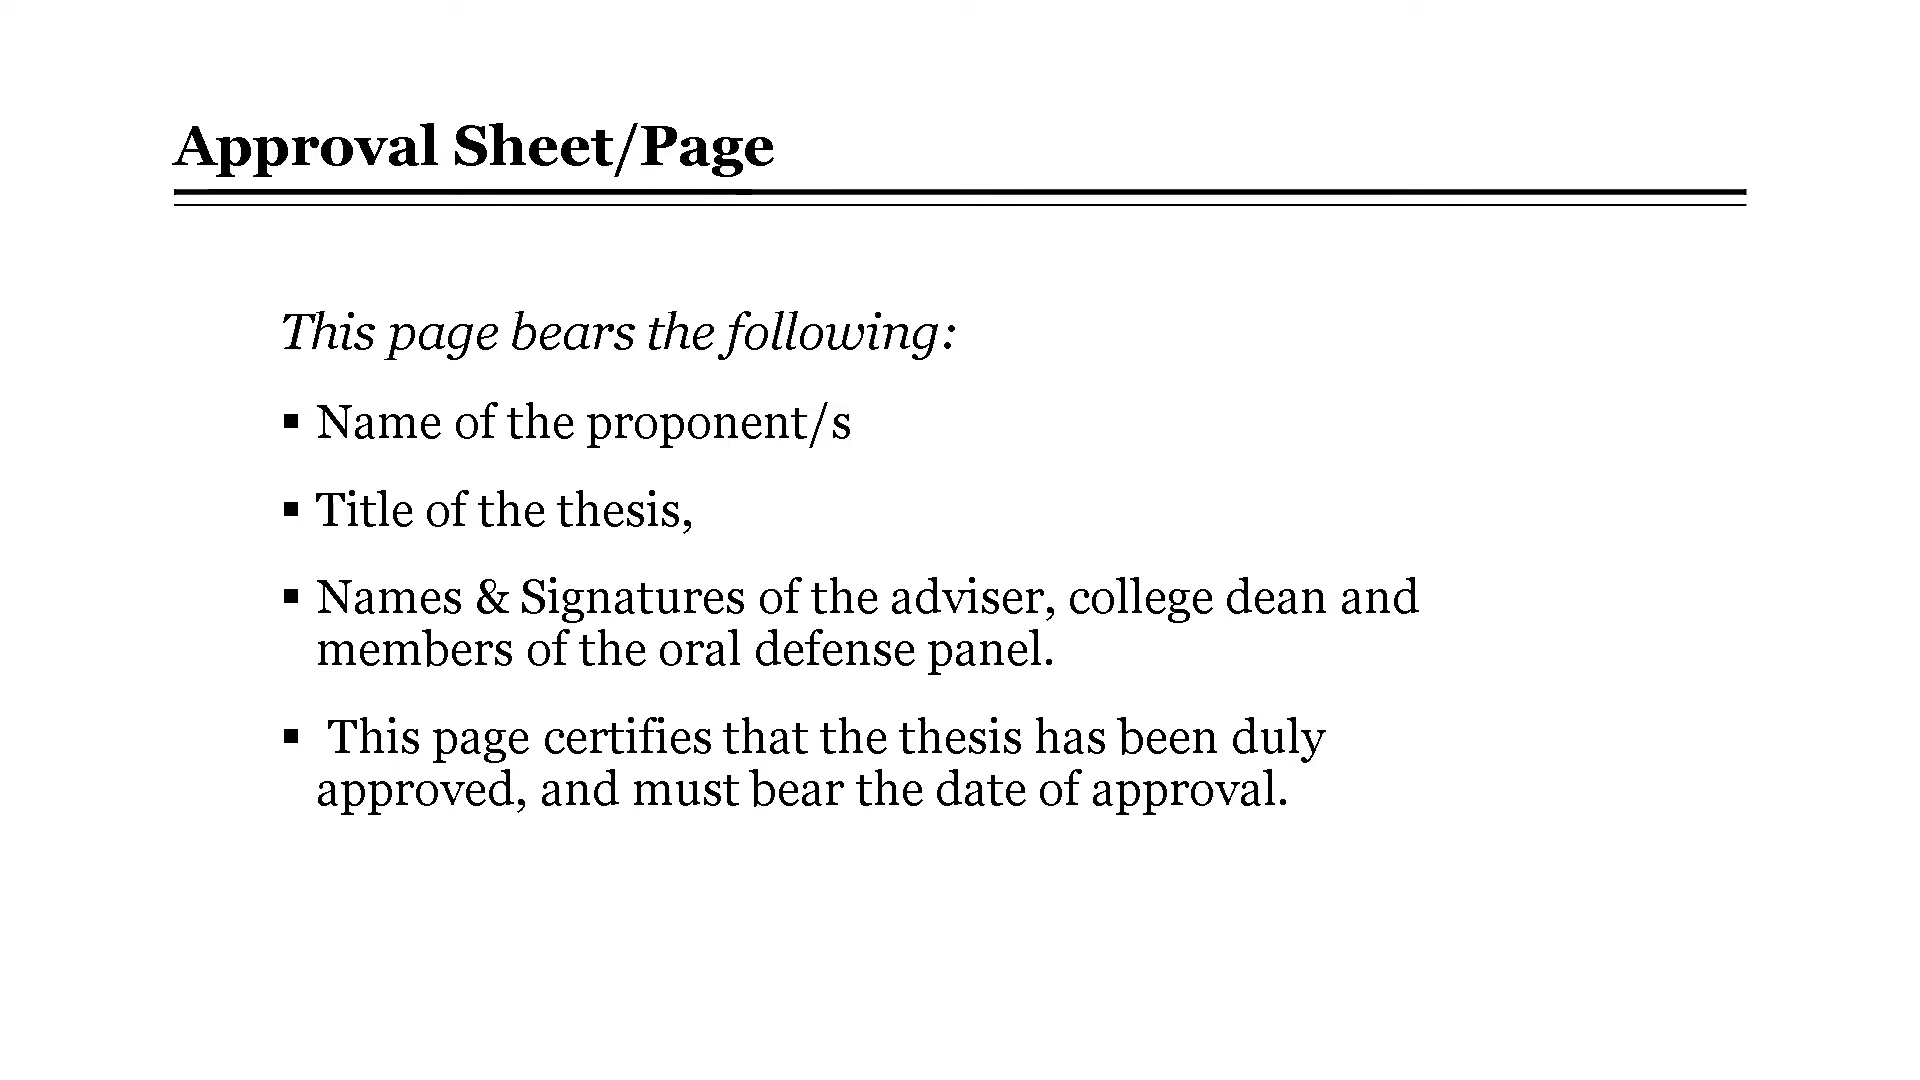 Approval Sheet/Page
This page bears the following:
▪ Name of the proponent/s
▪ Title of the thesis,
▪ Names & Signatures of the adviser, college dean and
members of the oral defense panel.
▪ This page certifies that the thesis has been duly
approved, and must bear the date of approval.